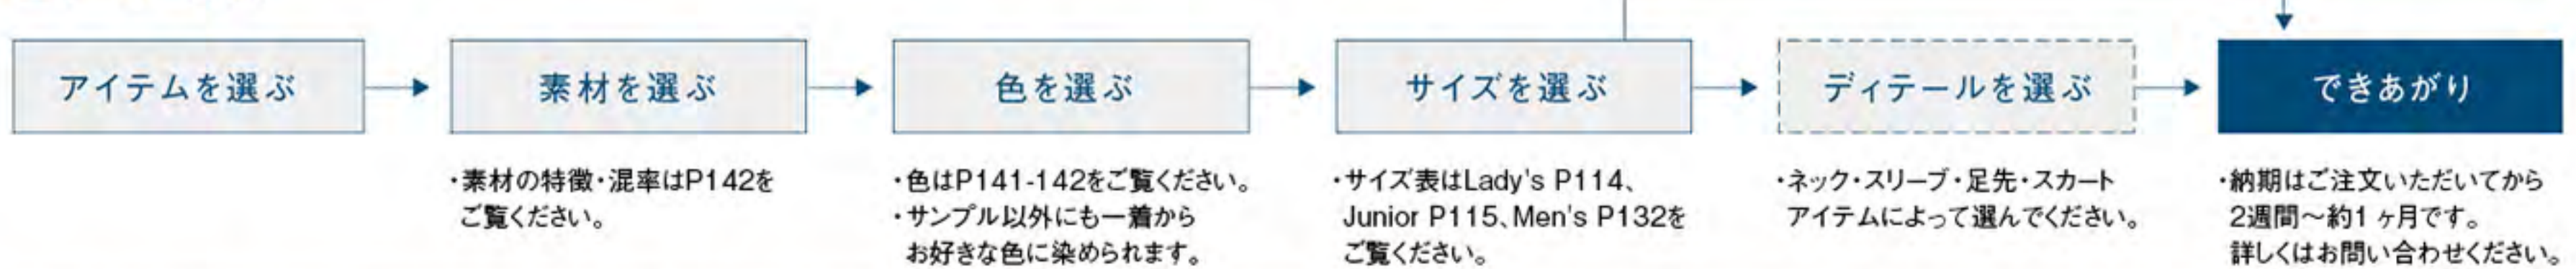 アイテムを選ぶ
素材を選ぶ
・素材の特徴・混率はP142を
ご覧ください。
色を選ぶ
・色はP141-142をご覧ください。
・サンプル以外にも一着から
お好きな色に染められます。
サイズを選ぶ
・サイズ表はLady's P114、
Junior P115、Men's P132を
ご覧ください。
ディテールを選ぶ
・ネック・スリーブ・足先・スカート
アイテムによって選んでください。
できあがり
・納期はご注文いただいてから
2週間〜約1ヶ月です。
詳しくはお問い合わせください。